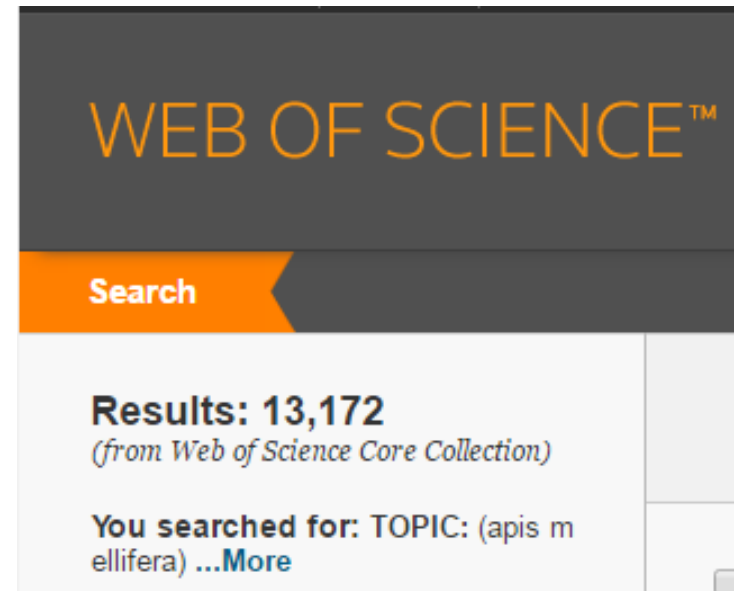 WEB OF SCIENCE™
Search
Results: 13,172
(from Web of Science Core Collection)
You searched for: TOPIC: (apis m
ellifera) ...More